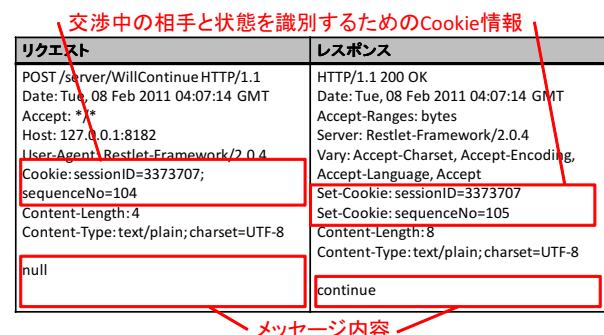 交渉中の相手と状態を識別するためのCookie情報
リクエスト
POST /server/WillContinue HTTP/1.1
Date: Tue, 08 Feb 2011 04:07:14 GMT
Accept: */*
Host: 127.0.0.1:8182
User-Agent: Restlet-Framework/2.0.4
Cookie: sessionID=3373707;
sequenceNo=104
Content-Length: 4
Content-Type: text/plain; charset=UTF-8
null
レスポンス
HTTP/1.1 200 OK
Date: Tue, 08 Feb 2011 04:07:14 GMT
Accept-Ranges: bytes
Server: Restlet-Framework/2.0.4
Vary: Accept-Charset, Accept-Encoding,
Accept-Language, Accept
Set-Cookie: sessionID=3373707
Set-Cookie: sequenceNo=105
Content-Length: 8
Content-Type: text/plain; charset=UTF-8
continue
メッセージ内容